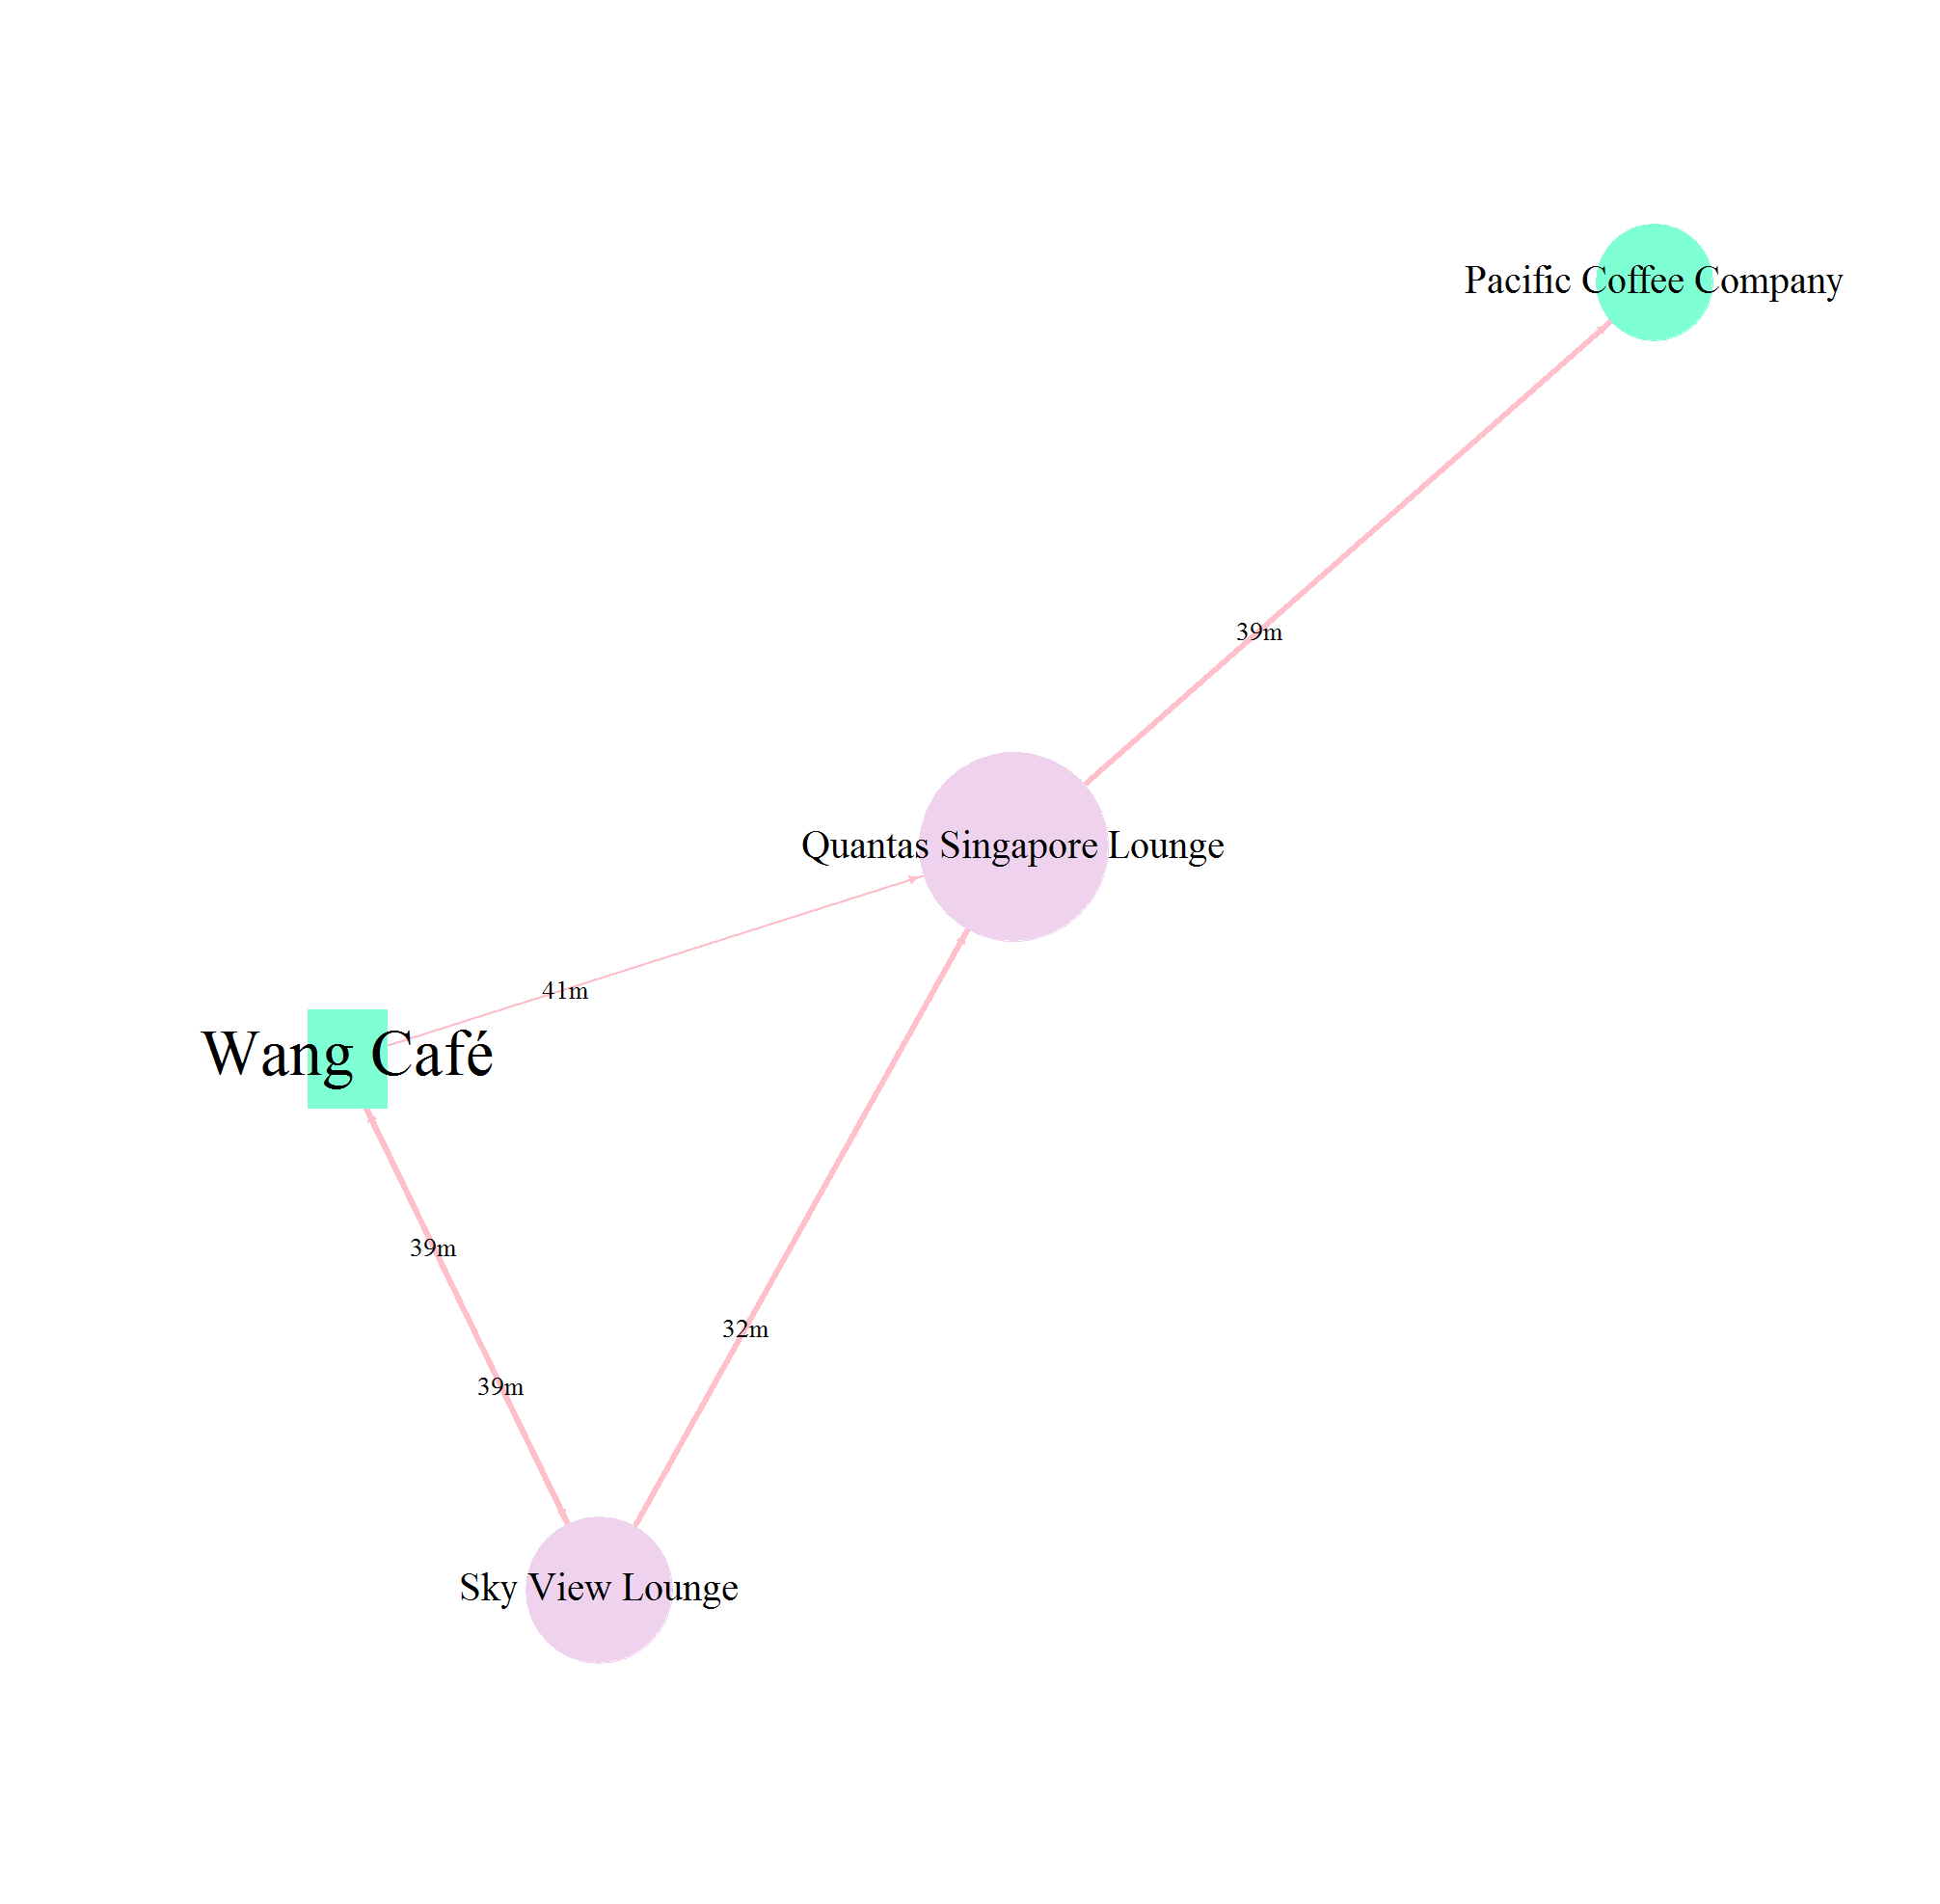 Pacific Coffee Company
39m
Quantas Singapore Lounge
41m
Wang Café
39m
32m
39m
Sky View Lounge